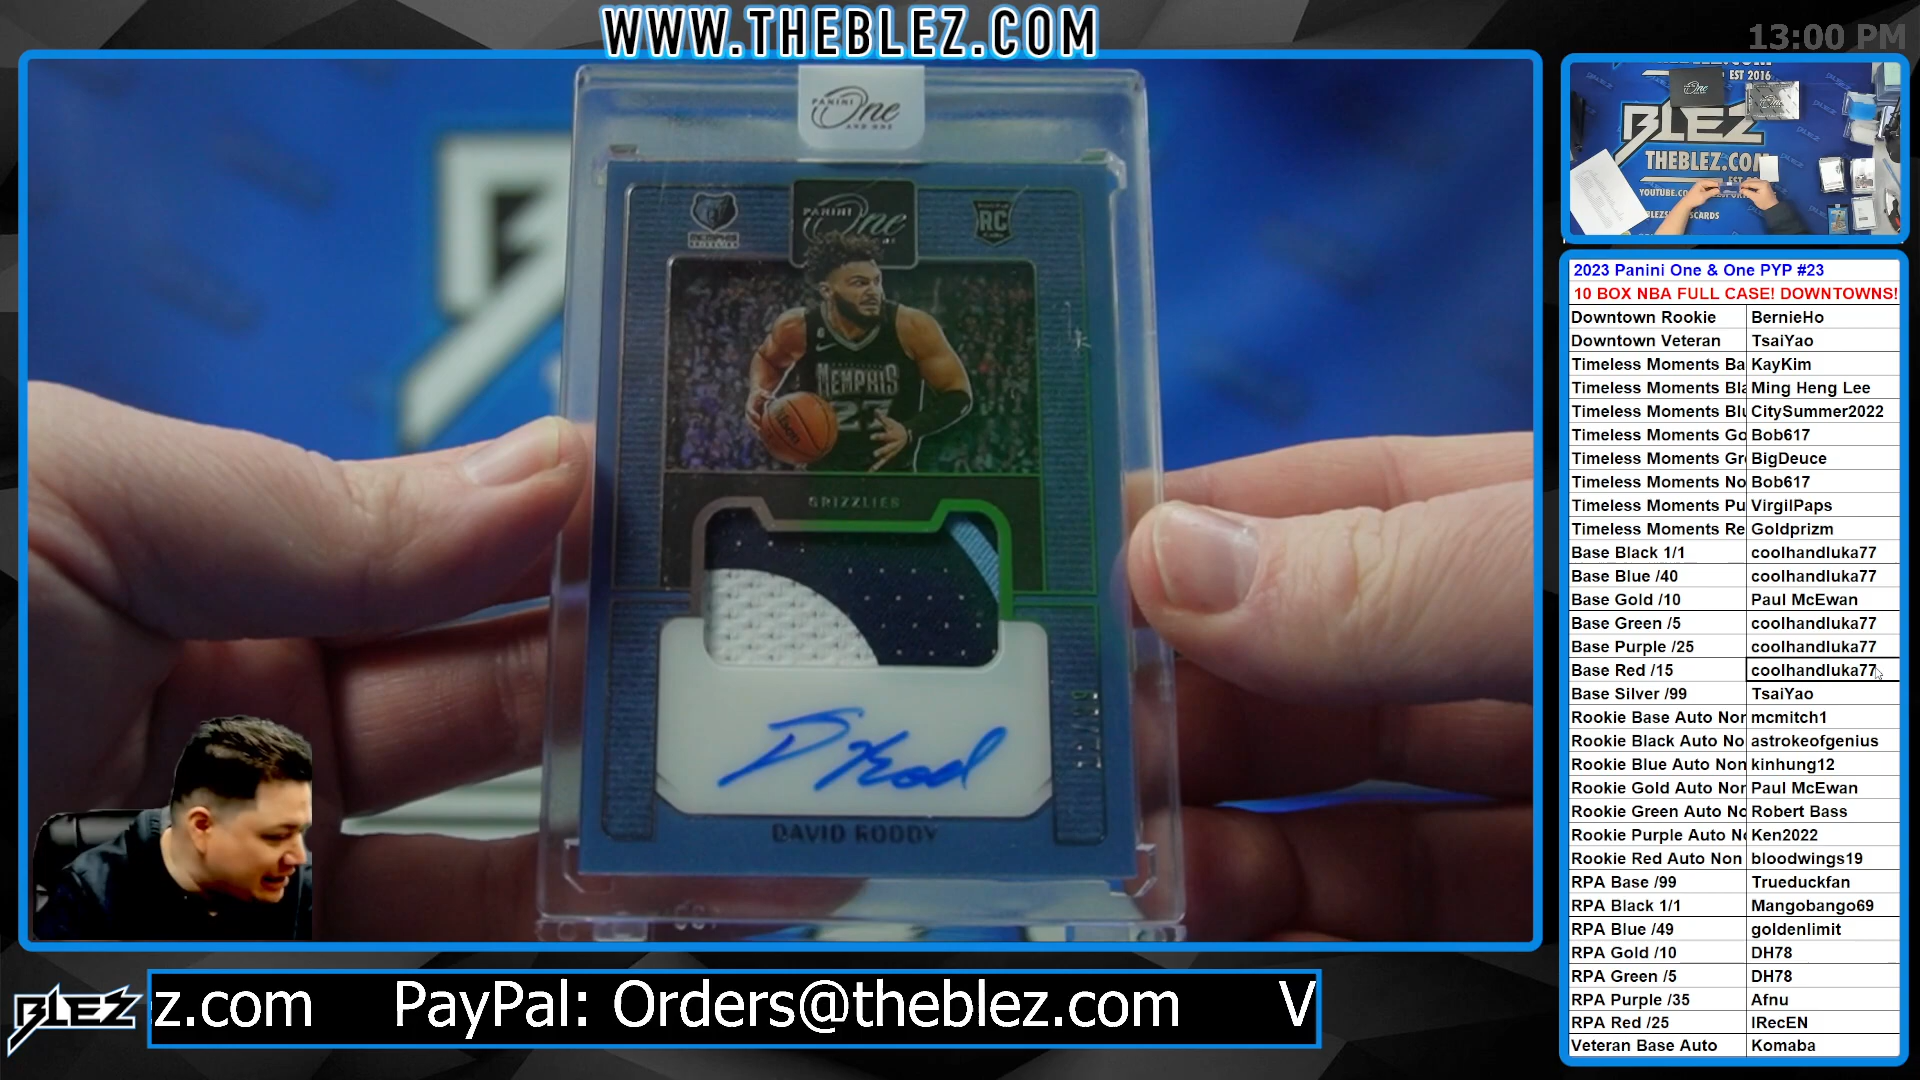 WWW.THEBLEZ.COM
13:00 PM
PANINI
One
AND ONE
PANINI
One
RC
MEMPHIS
GRIZZLIES
DAVID RODDY
EST 2016
BLEZ
THEBLEZ.COM
2023 Panini One & One PYP #23
10 BOX NBA FULL CASE! DOWNTOWNS!
Downtown Rookie BernieHo
Downtown Veteran TsaiYao
Timeless Moments Ba KayKim
Timeless Moments Bla Ming Heng Lee
Timeless Moments Blu CitySummer2022
Timeless Moments Go Bob617
Timeless Moments Gr BigDeuce
Timeless Moments No Bob617
Timeless Moments Pu VirgilPaps
Timeless Moments Re Goldprizm
Base Black 1/1 coolhandluka77
Base Blue /40 coolhandluka77
Base Gold /10 Paul McEwan
Base Green /5 coolhandluka77
Base Purple /25 coolhandluka77
Base Red /15 coolhandluka77
Base Silver /99 TsaiYao
Rookie Base Auto Nor mcmitch1
Rookie Black Auto No astrokeofgenius
Rookie Blue Auto Non kinhung12
Rookie Gold Auto Nor Paul McEwan
Rookie Green Auto No Robert Bass
Rookie Purple Auto No Ken2022
Rookie Red Auto Non bloodwings19
RPA Base /99 Trueduckfan
RPA Black 1/1 Mangobango69
RPA Blue /49 goldenlimit
RPA Gold /10 DH78
RPA Green /5 DH78
RPA Purple /35 Afnu
RPA Red /25 IRecEN
Veteran Base Auto Komaba
BLEZ
z.com PayPal: Orders@theblez.com V